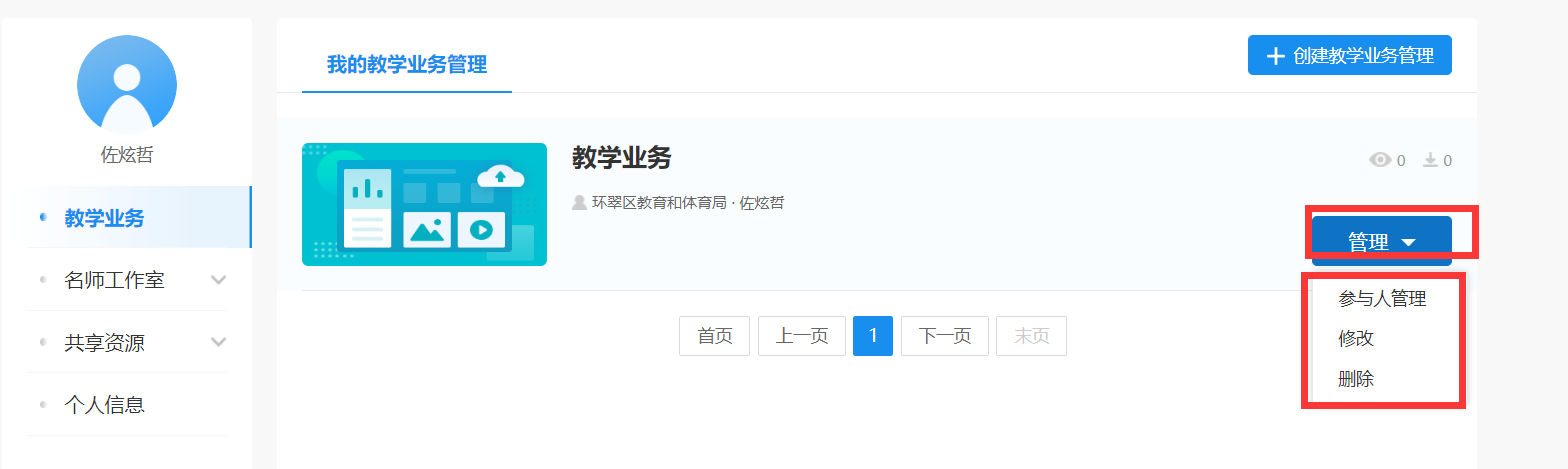 佐炫哲
教学业务
名师工作室
共享资源
个人信息
我的教学业务管理
创建教学业务管理
教学业务
0 0
环翠区教育和体育局 · 佐炫哲
管理
参与人管理
修改
删除
首页 上一页 1 下一页 末页